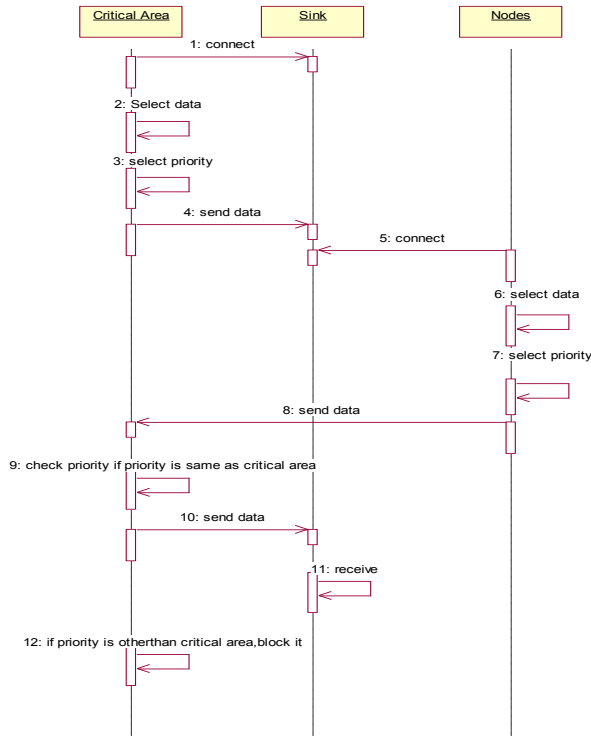 Critical Area Sink Nodes
1: connect
2: Select data
3: select priority
4: send data
5: connect
6: select data
7: select priority
8: send data
9: check priority if priority is same as critical area
10: send data
11: receive
12: if priority is otherthan critical area,block it